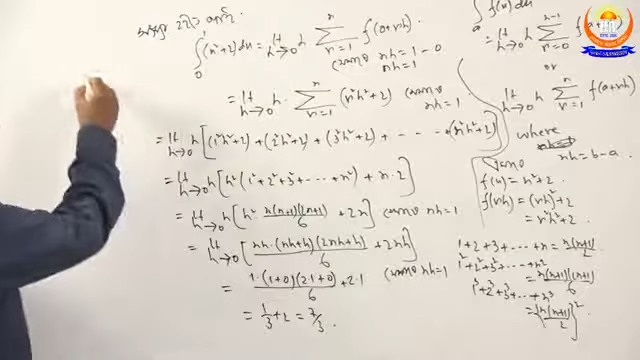 ∫₀¹ (x²+2)dx = lt h→0 h Σ_{r=1}^{n} f(a+rh).
nh = 1-0
nh = 1
= lt h→0 h. Σ_{r=1}^{n} (r²h²+2) nh = 1
= lt h→0 h[(1²h²+2)+(2²h²+2)+(3²h²+2)+ - - - - +(n²h²+2)]
= lt h→0 h[h²(1²+2²+3²+ ---- +n²)+n·2]
= lt h→0 [h³ n(n+1)(2n+1)/6 + 2n] nh = 1
= lt h→0 [nh·(nh+h)(2nh+h)/6 + 2nh]
= 1·(1+0)(2·1+0)/6 + 2·1 nh = 1
= 1/3 + 2 = 7/3.
∫ₐ f(x)dx
= lt h→0 h Σ_{r=0}^{n-1} f(a+
or
lt h→0 h Σ_{r=1}^{n} f(a+rh)
where
nh = b-a
f(x) = x²+2.
f(rh) = (rh)²+2
= r²h²+2.
1+2+3+----+n = n(n+1)/2
1²+2²+3²+---+n² = n(n+1)(2n+1)/6
1³+2³+3³+---+n³ = {n(n+1)/2}²